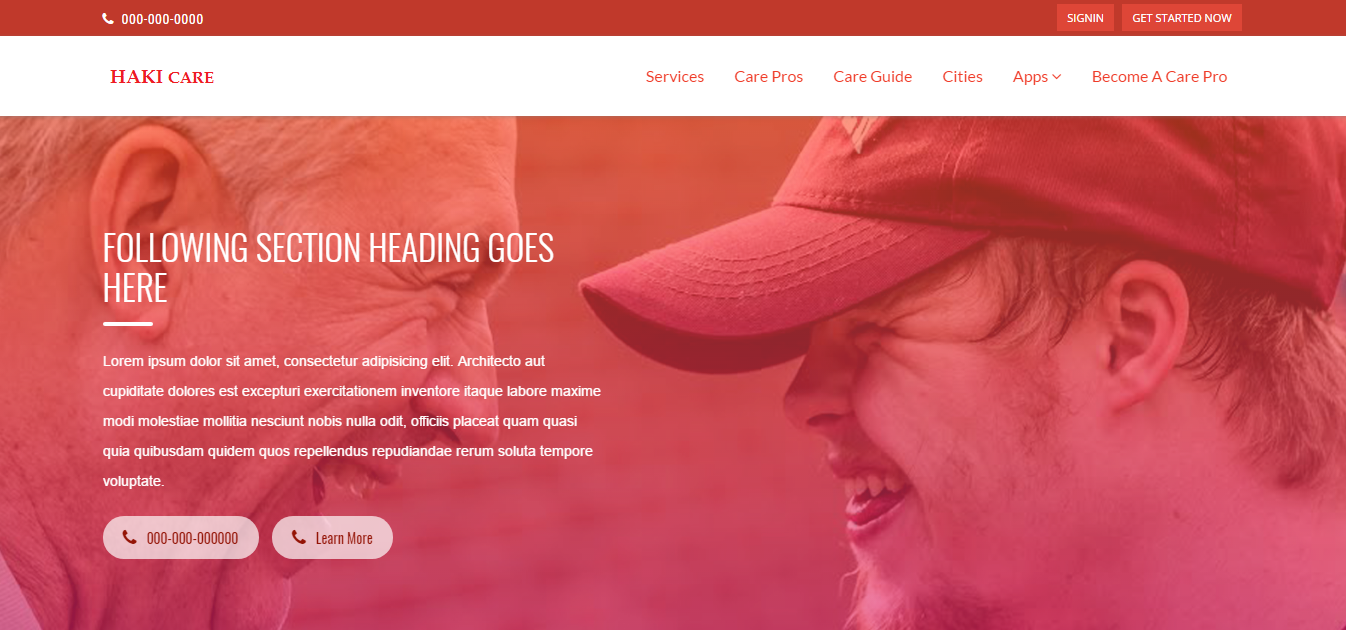 000-000-0000
SIGNIN
GET STARTED NOW
HAKI CARE
Services
Care Pros
Care Guide
Cities
Apps
Become A Care Pro
FOLLOWING SECTION HEADING GOES
HERE
Lorem ipsum dolor sit amet, consectetur adipisicing elit. Architecto aut
cupiditate dolores est excepturi exercitationem inventore itaque labore maxime
modi molestiae mollitia nesciunt nobis nulla odit, officiis placeat quam quasi
quia quibusdam quidem quos repellendus repudiandae rerum soluta tempore
voluptate.
000-000-000000
Learn More